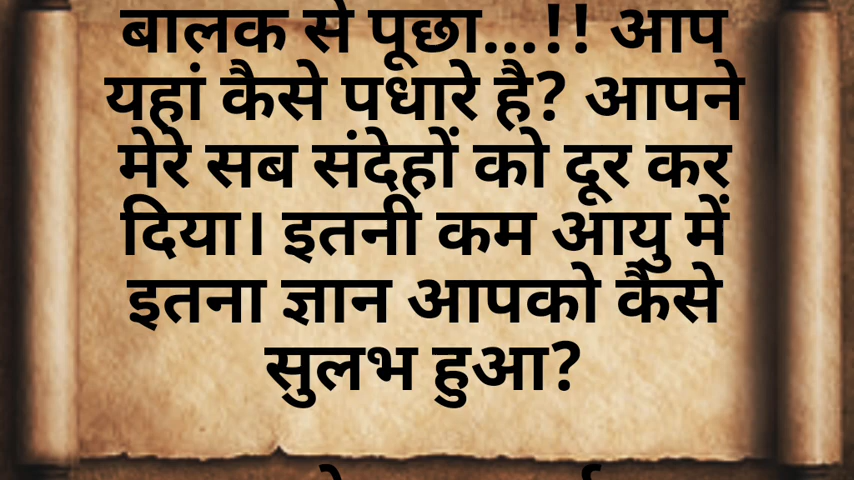 बालक से पूछा...!! आप
यहां कैसे पधारे है? आपने
मेरे सब संदेहों को दूर कर
दिया। इतनी कम आयु में
इतना ज्ञान आपको कैसे
सुलभ हुआ?